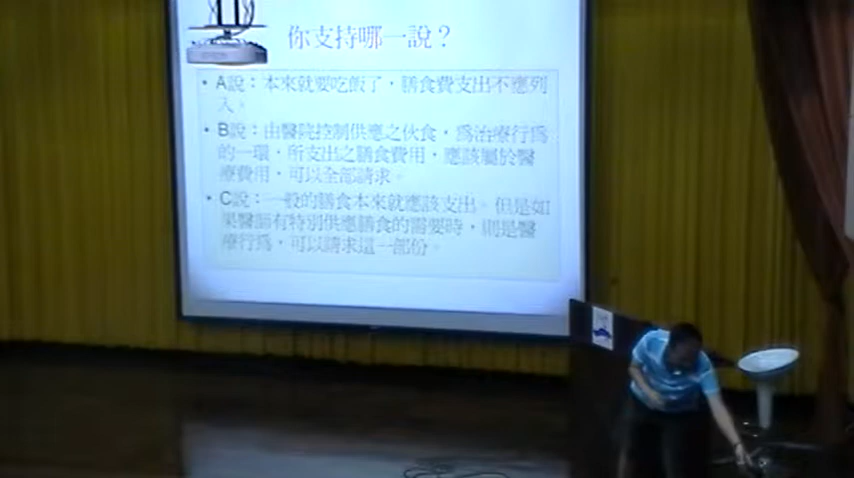 你支持哪一說？
• A說：本來就要吃飯了，膳食費支出不應列
入。
• B說：由醫院控制供應之伙食，為治療行為
的一環，所支出之膳食費用，應該屬於醫
療費用，可以全部請求。
• C說：一般的膳食本來就應該支出。但是如
果醫師有特別供應膳食的需要時，則是醫
療行為，可以請求這一部份。